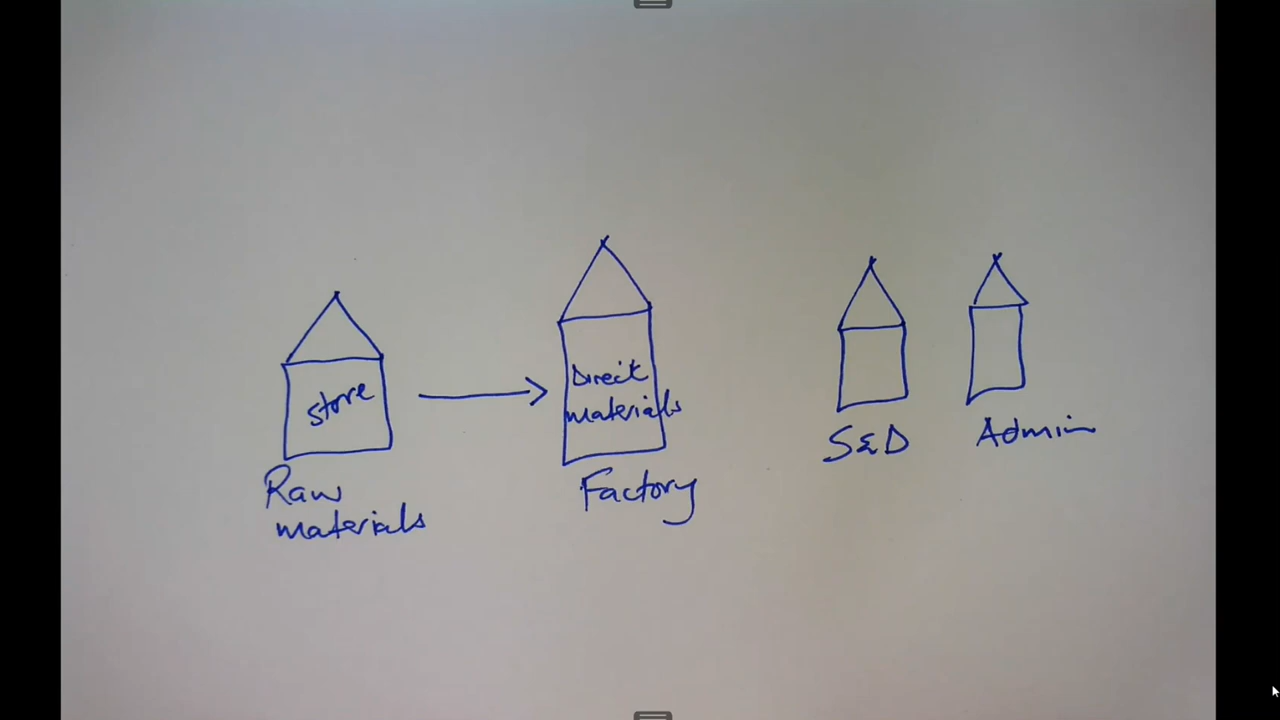 Store
Raw
materials
Direct
materials
Factory
S&D
Admin